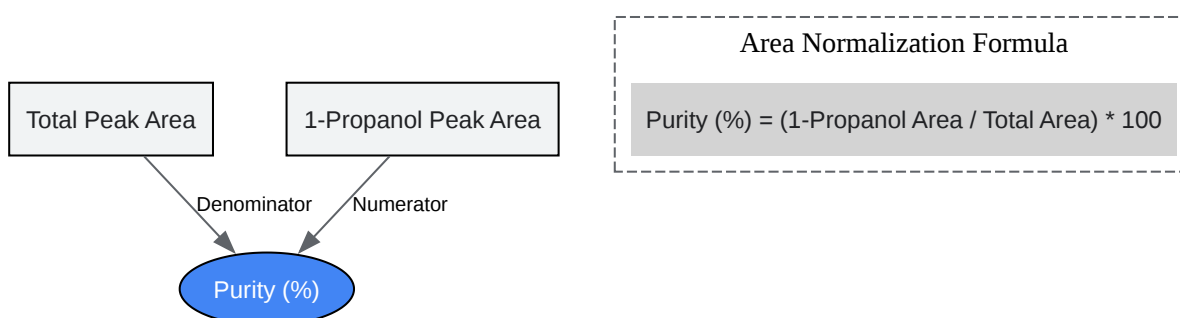 Area Normalization Formula
Total Peak Area
1-Propanol Peak Area
Purity (%) = (1-Propanol Area / Total Area) * 100
Denominator
Numerator
Purity (%)